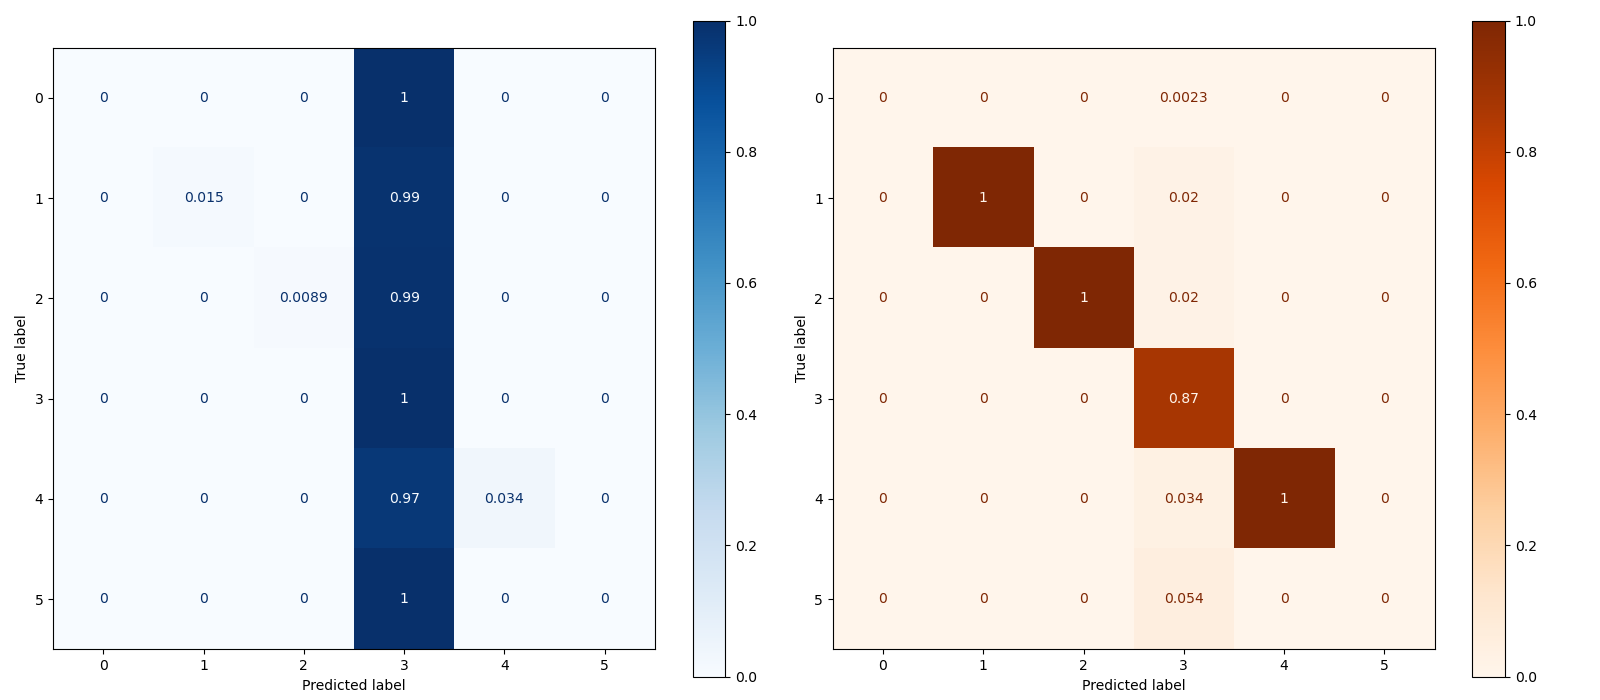 0 0 0 0 1 0 0
1 0 0.015 0 0.99 0 0
2 0 0 0.0089 0.99 0 0
3 0 0 0 1 0 0
4 0 0 0 0.97 0.034 0
5 0 0 0 1 0 0
0 1 2 3 4 5
True label
Predicted label
1.0
0.8
0.6
0.4
0.2
0.0
0 0 0 0 0.0023 0 0
1 0 1 0 0.02 0 0
2 0 0 1 0.02 0 0
3 0 0 0 0.87 0 0
4 0 0 0 0.034 1 0
5 0 0 0 0.054 0 0
0 1 2 3 4 5
True label
Predicted label
1.0
0.8
0.6
0.4
0.2
0.0